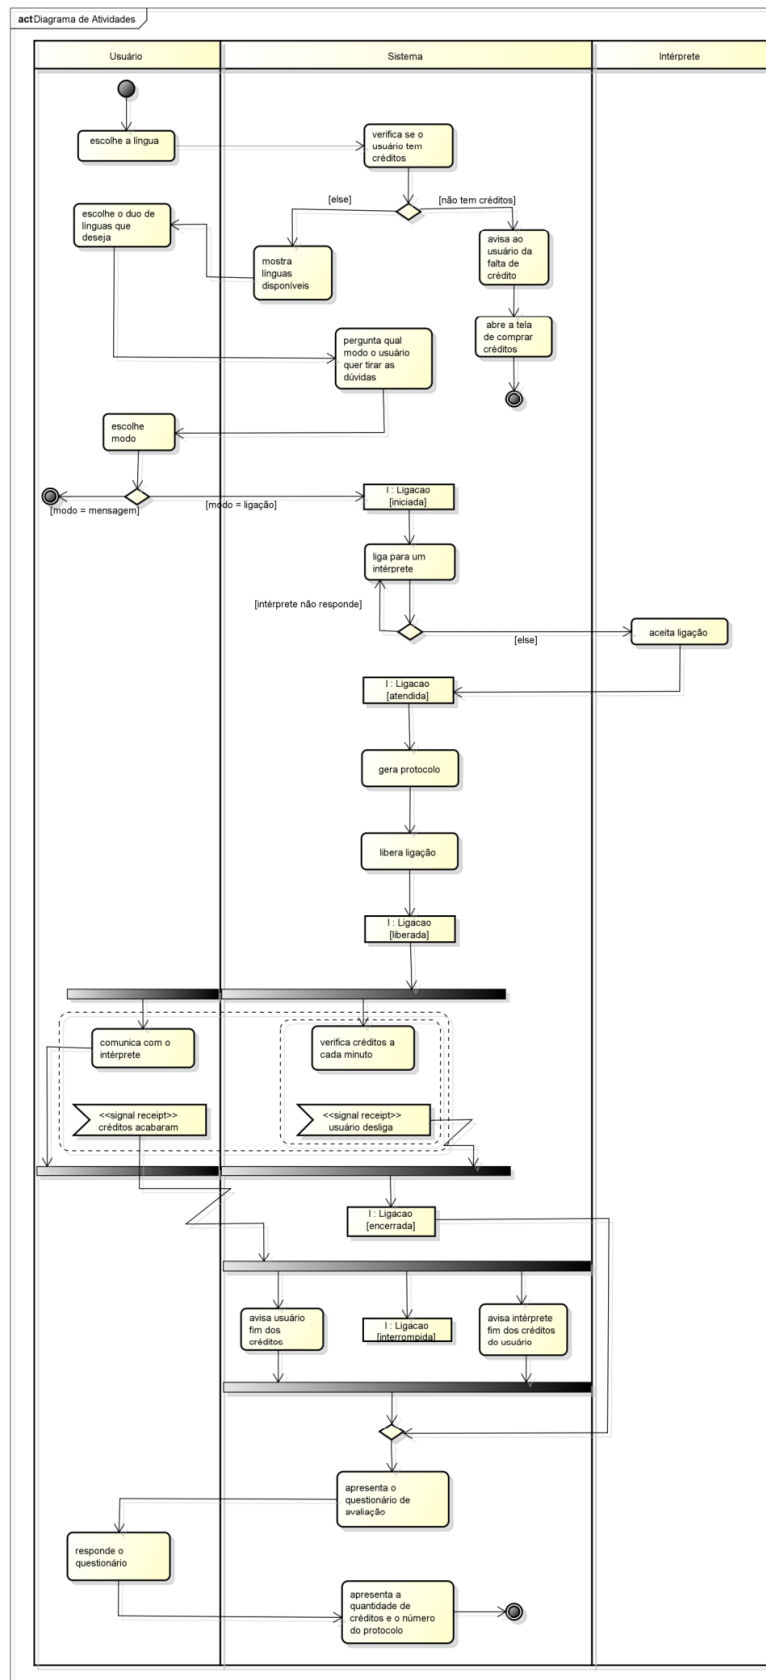 act Diagrama de Atividades
Usuário
Sistema
Intérprete
escolhe a língua
verifica se o
usuário tem
créditos
[else]
[não tem créditos]
escolhe o duo de
línguas que
deseja
mostra
línguas
disponíveis
avisa ao
usuário da
falta de
crédito
abre a tela
de comprar
créditos
pergunta qual
modo o usuário
quer tirar as
dúvidas
escolhe
modo
[modo = mensagem]
[modo = ligação]
l : Ligacao
[iniciada]
liga para um
intérprete
[intérprete não responde]
[else]
aceita ligação
l : Ligacao
[atendida]
gera protocolo
libera ligação
l : Ligacao
[liberada]
comunica com o
intérprete
verifica créditos a
cada minuto
<<signal receipt>>
créditos acabaram
<<signal receipt>>
usuário desliga
l : Ligacao
[encerrada]
avisa usuário
fim dos
créditos
l : Ligacao
[interrompida]
avisa intérprete
fim dos créditos
do usuário
apresenta o
questionário de
avaliação
responde o
questionário
apresenta a
quantidade de
créditos e o número
do protocolo